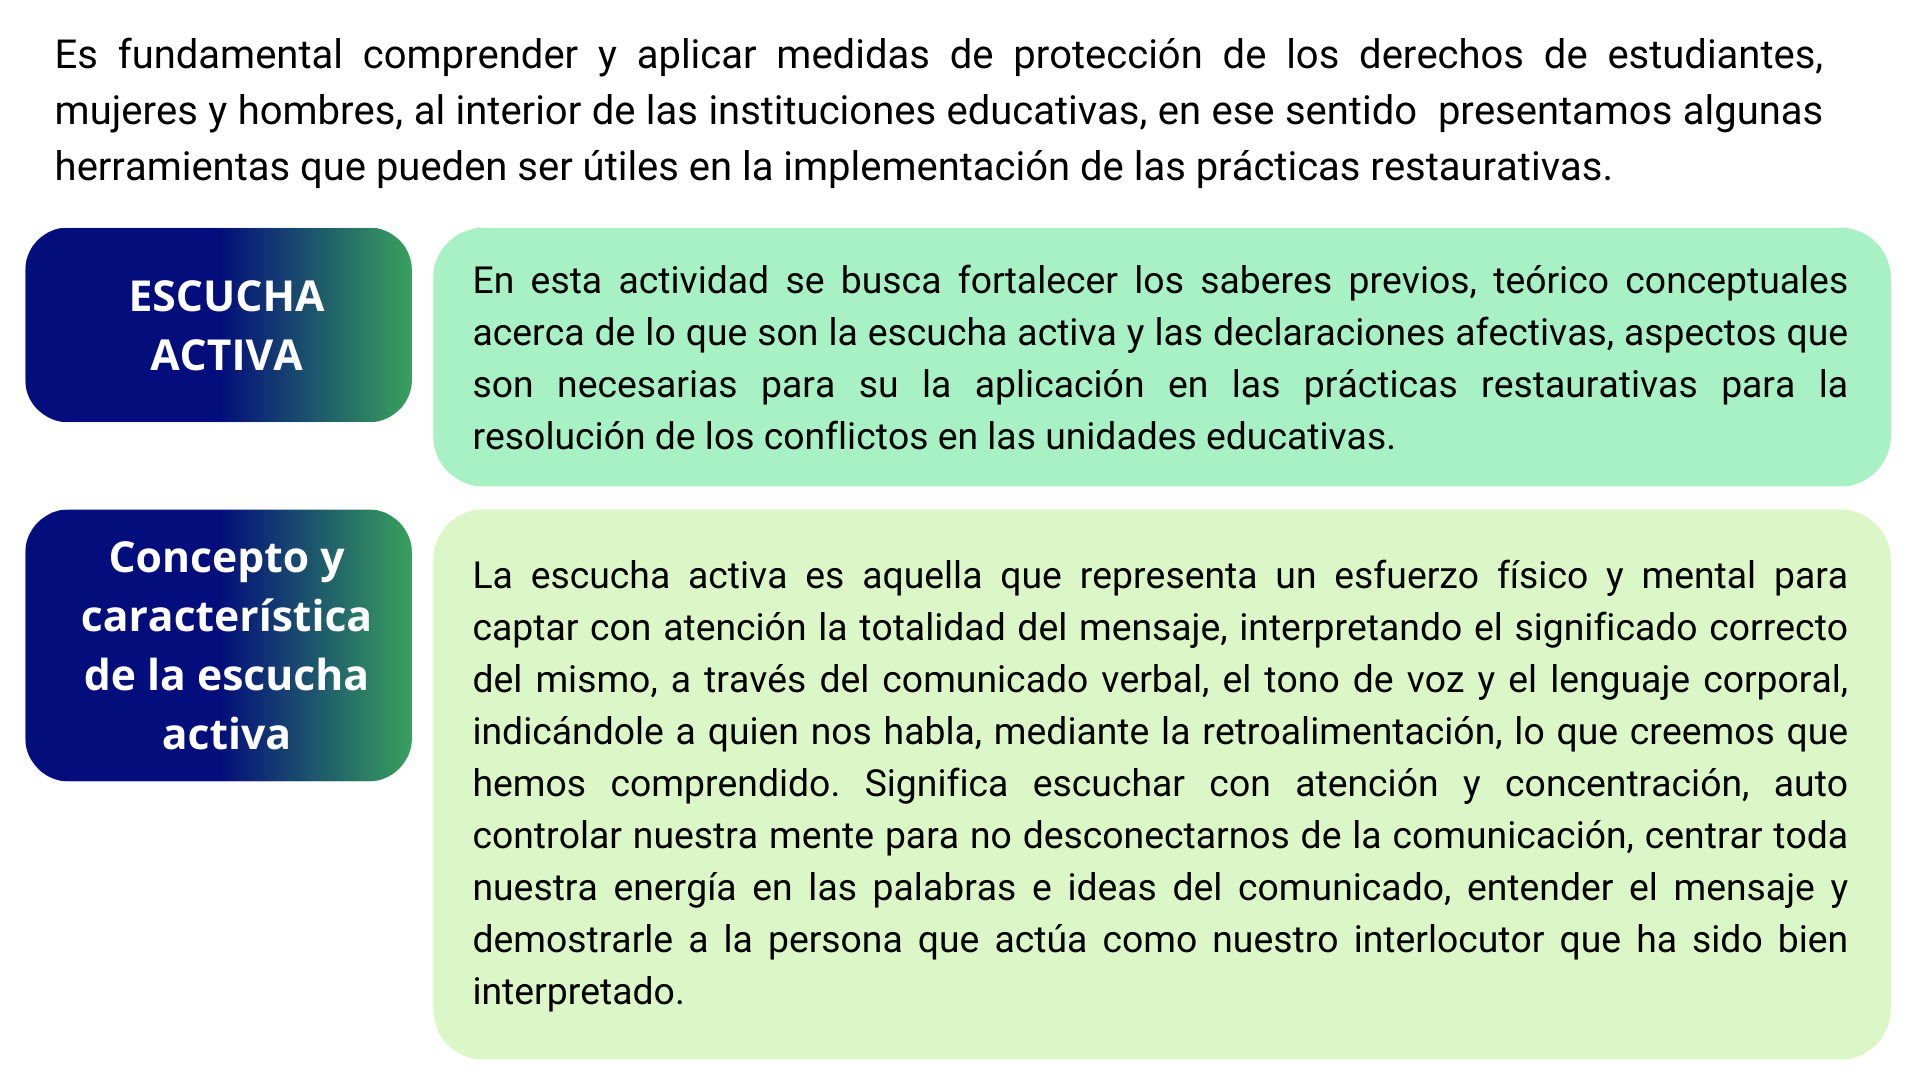 Es fundamental comprender y aplicar medidas de protección de los derechos de estudiantes,
mujeres y hombres, al interior de las instituciones educativas, en ese sentido  presentamos algunas
herramientas que pueden ser útiles en la implementación de las prácticas restaurativas.
ESCUCHA
ACTIVA
En esta actividad se busca fortalecer los saberes previos, teórico conceptuales
acerca de lo que son la escucha activa y las declaraciones afectivas, aspectos que
son necesarias para su la aplicación en las prácticas restaurativas para la
resolución de los conflictos en las unidades educativas.
Concepto y
característica
de la escucha
activa
La escucha activa es aquella que representa un esfuerzo físico y mental para
captar con atención la totalidad del mensaje, interpretando el significado correcto
del mismo, a través del comunicado verbal, el tono de voz y el lenguaje corporal,
indicándole a quien nos habla, mediante la retroalimentación, lo que creemos que
hemos comprendido. Significa escuchar con atención y concentración, auto
controlar nuestra mente para no desconectarnos de la comunicación, centrar toda
nuestra energía en las palabras e ideas del comunicado, entender el mensaje y
demostrarle a la persona que actúa como nuestro interlocutor que ha sido bien
interpretado.